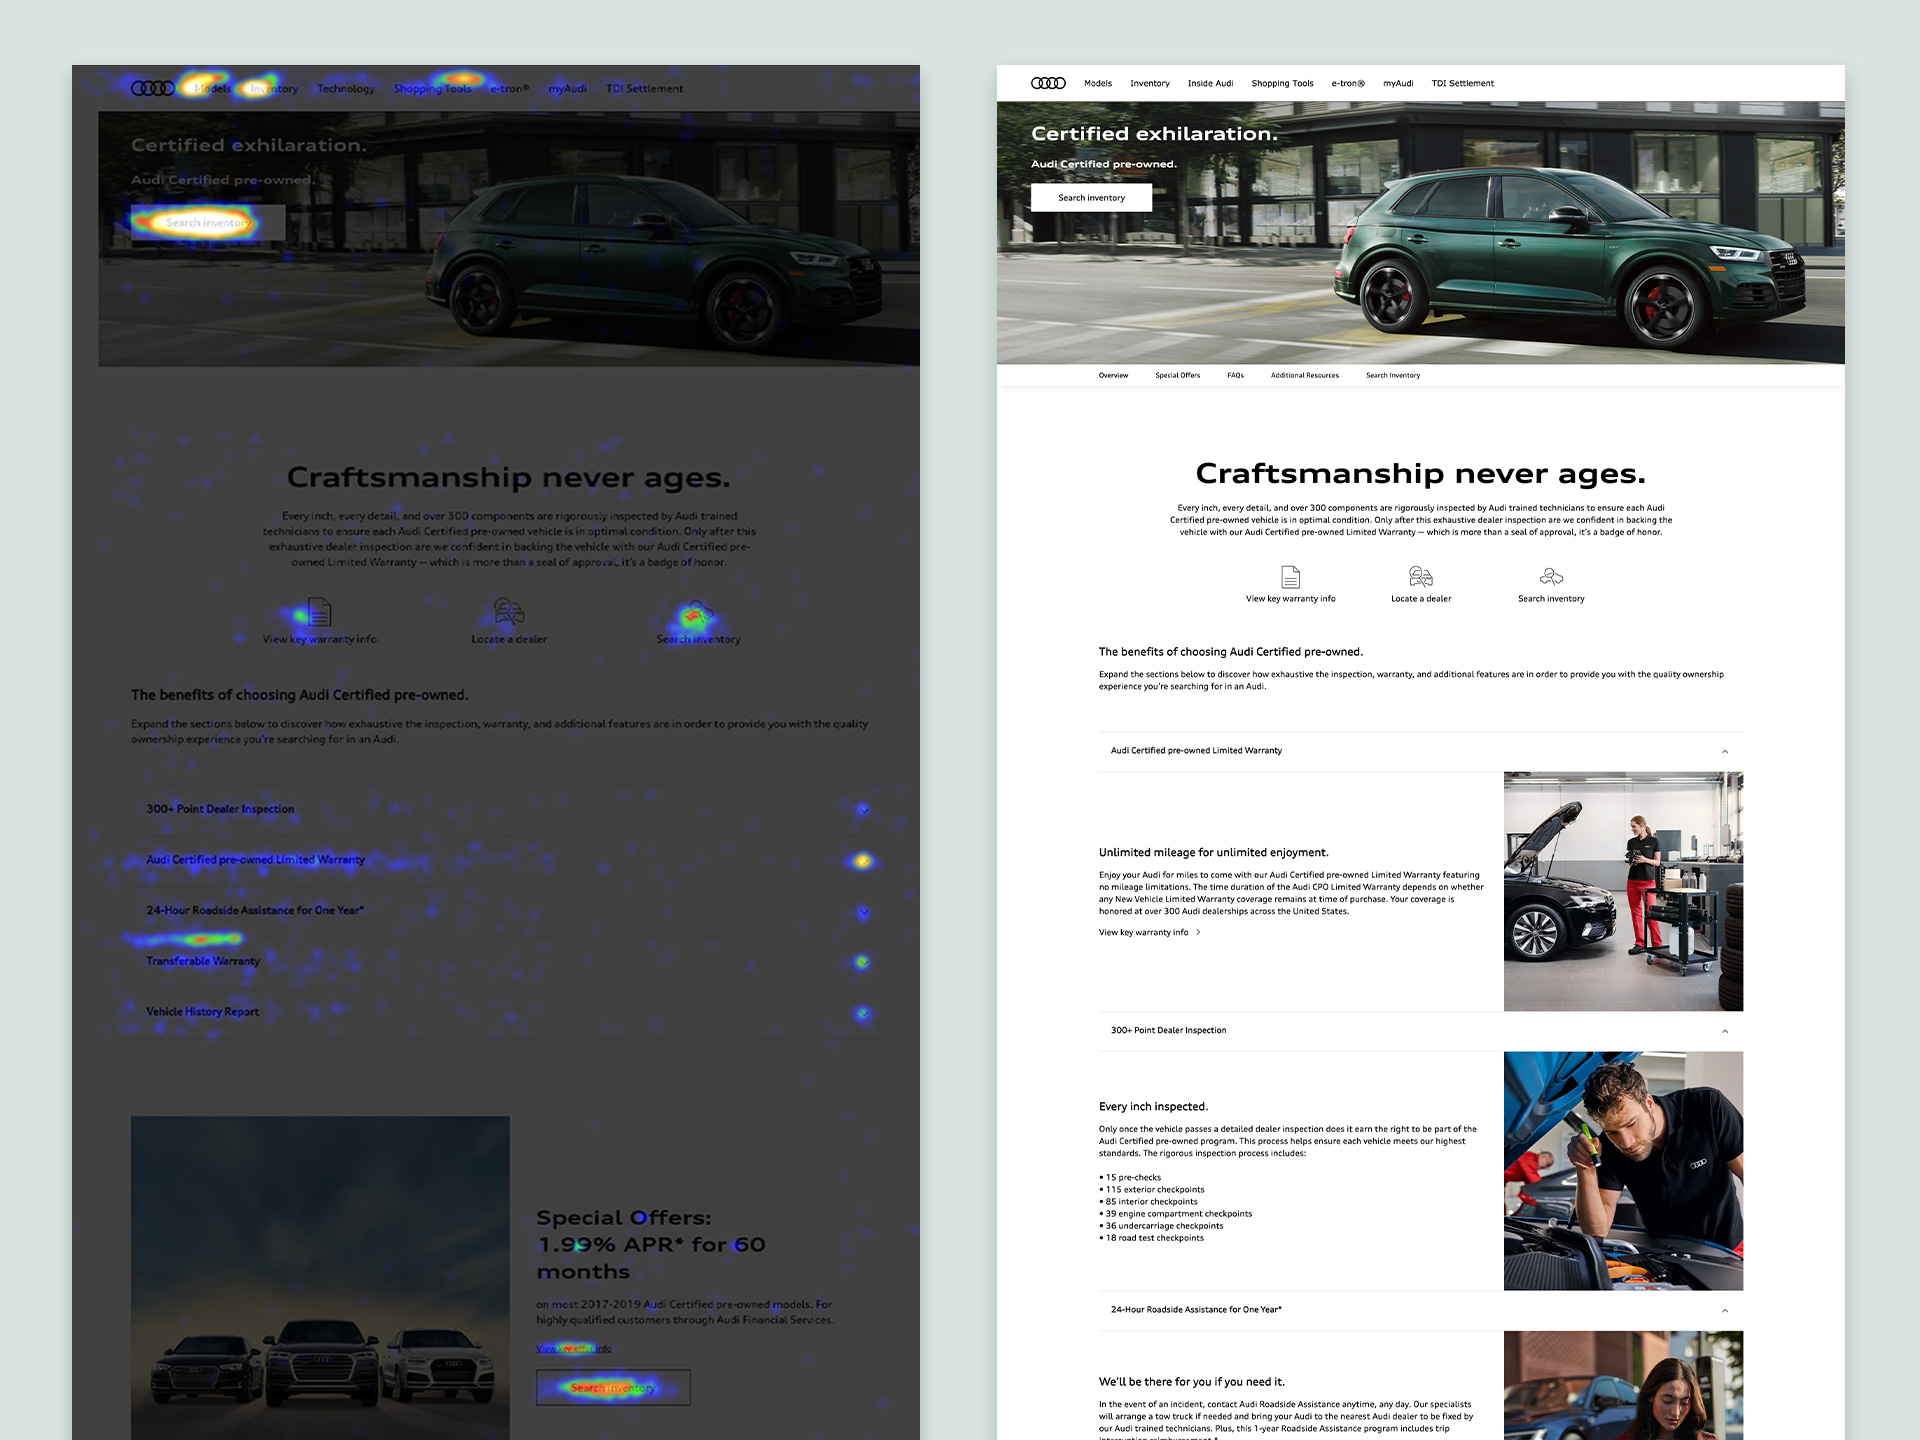 Models Inventory Technology Shopping Tools e-tron® myAudi TDI Settlement
Certified exhilaration.
Audi Certified pre-owned.
Search inventory
Craftsmanship never ages.
Every inch, every detail, and over 300 components are rigorously inspected by Audi trained
technicians to ensure each Audi Certified pre-owned vehicle is in optimal condition. Only after this
exhaustive dealer inspection are we confident in backing the vehicle with our Audi Certified pre-
owned Limited Warranty — which is more than a seal of approval, it's a badge of honor.
View key warranty info Locate a dealer Search inventory
The benefits of choosing Audi Certified pre-owned.
Expand the sections below to discover how exhaustive the inspection, warranty, and additional features are in order to provide you with the quality
ownership experience you're searching for in an Audi.
300+ Point Dealer Inspection
Audi Certified pre-owned Limited Warranty
24-Hour Roadside Assistance for One Year*
Transferable Warranty
Vehicle History Report
Special Offers:
1.99% APR* for 60
months
on most 2017-2019 Audi Certified pre-owned models. For
highly qualified customers through Audi Financial Services.
View key offer info
Search inventory
Models Inventory Inside Audi Shopping Tools e-tron® myAudi TDI Settlement
Certified exhilaration.
Audi Certified pre-owned.
Search inventory
Overview Special Offers FAQs Additional Resources Search Inventory
Craftsmanship never ages.
Every inch, every detail, and over 300 components are rigorously inspected by Audi trained technicians to ensure each Audi
Certified pre-owned vehicle is in optimal condition. Only after this exhaustive dealer inspection are we confident in backing the
vehicle with our Audi Certified pre-owned Limited Warranty — which is more than a seal of approval, it's a badge of honor.
View key warranty info Locate a dealer Search inventory
The benefits of choosing Audi Certified pre-owned.
Expand the sections below to discover how exhaustive the inspection, warranty, and additional features are in order to provide you with the quality ownership
experience you're searching for in an Audi.
Audi Certified pre-owned Limited Warranty
Unlimited mileage for unlimited enjoyment.
Enjoy your Audi for miles to come with our Audi Certified pre-owned Limited Warranty featuring
no mileage limitations. The time duration of the Audi CPO Limited Warranty depends on whether
any New Vehicle Limited Warranty coverage remains at time of purchase. Your coverage is
honored at over 300 Audi dealerships across the United States.
View key warranty info
300+ Point Dealer Inspection
Every inch inspected.
Only once the vehicle passes a detailed dealer inspection does it earn the right to be part of the
Audi Certified pre-owned program. This process helps ensure each vehicle meets our highest
standards. The rigorous inspection process includes:
• 15 pre-checks
• 115 exterior checkpoints
• 85 interior checkpoints
• 39 engine compartment checkpoints
• 36 undercarriage checkpoints
• 18 road test checkpoints
24-Hour Roadside Assistance for One Year*
We'll be there for you if you need it.
In the event of an incident, contact Audi Roadside Assistance anytime, any day. Our specialists
will arrange a tow truck if needed and bring your Audi to the nearest Audi dealer to be fixed by
our Audi trained technicians. Plus, this 1-year Roadside Assistance program includes trip